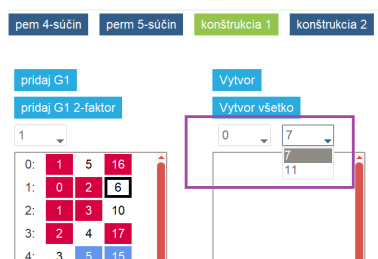 pem 4-súčin perm 5-súčin konštrukcia 1 konštrukcia 2
pridaj G1 Vytvor
pridaj G1 2-faktor Vytvor všetko
1 0 7
7
11
0: 1 5 16
1: 0 2 6
2: 1 3 10
3: 2 4 17
4: 3 5 15